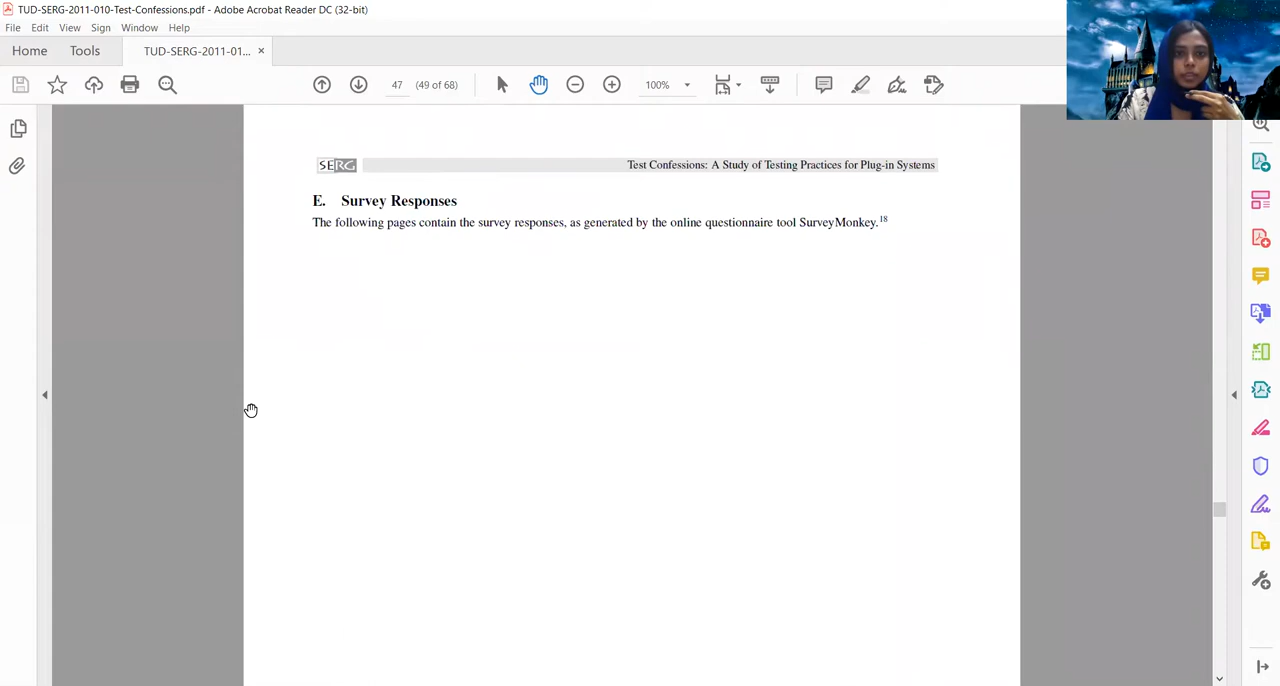 TUD-SERG-2011-010-Test-Confessions.pdf - Adobe Acrobat Reader DC (32-bit)
File Edit View Sign Window Help
Home Tools TUD-SERG-2011-01... ×
47 (49 of 68) 100%
SERG Test Confessions: A Study of Testing Practices for Plug-in Systems
E. Survey Responses
The following pages contain the survey responses, as generated by the online questionnaire tool SurveyMonkey.18